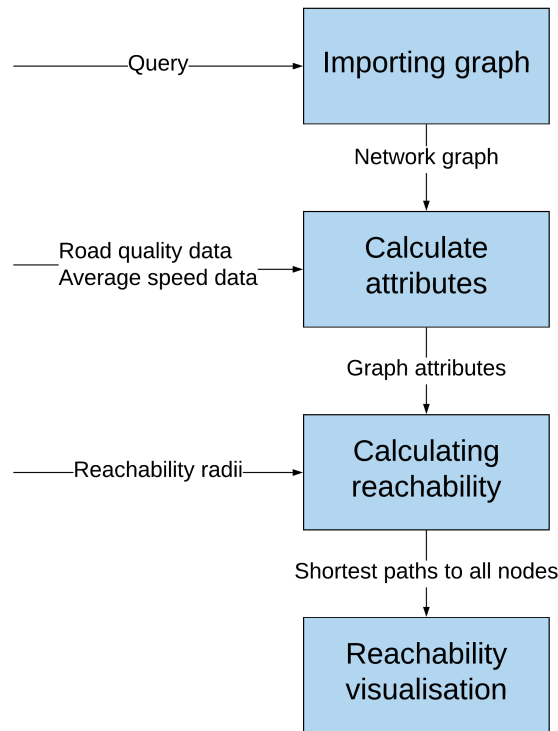 Importing graph
Query
Network graph
Road quality data
Average speed data
Calculate
attributes
Graph attributes
Reachability radii
Calculating
reachability
Shortest paths to all nodes
Reachability
visualisation